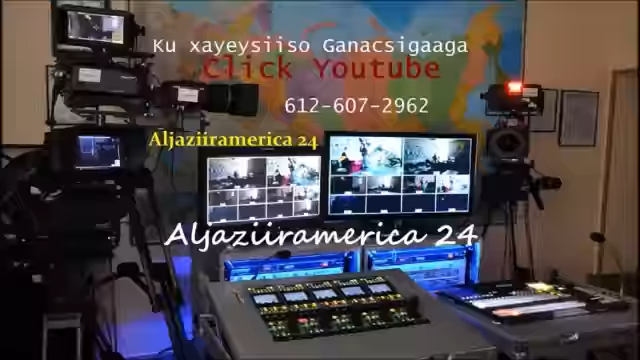 Ku xayeysiiso Ganacsigaaga
Click Youtube
612-607-2962
Aljaziiramerica 24
Aljaziiramerica 24